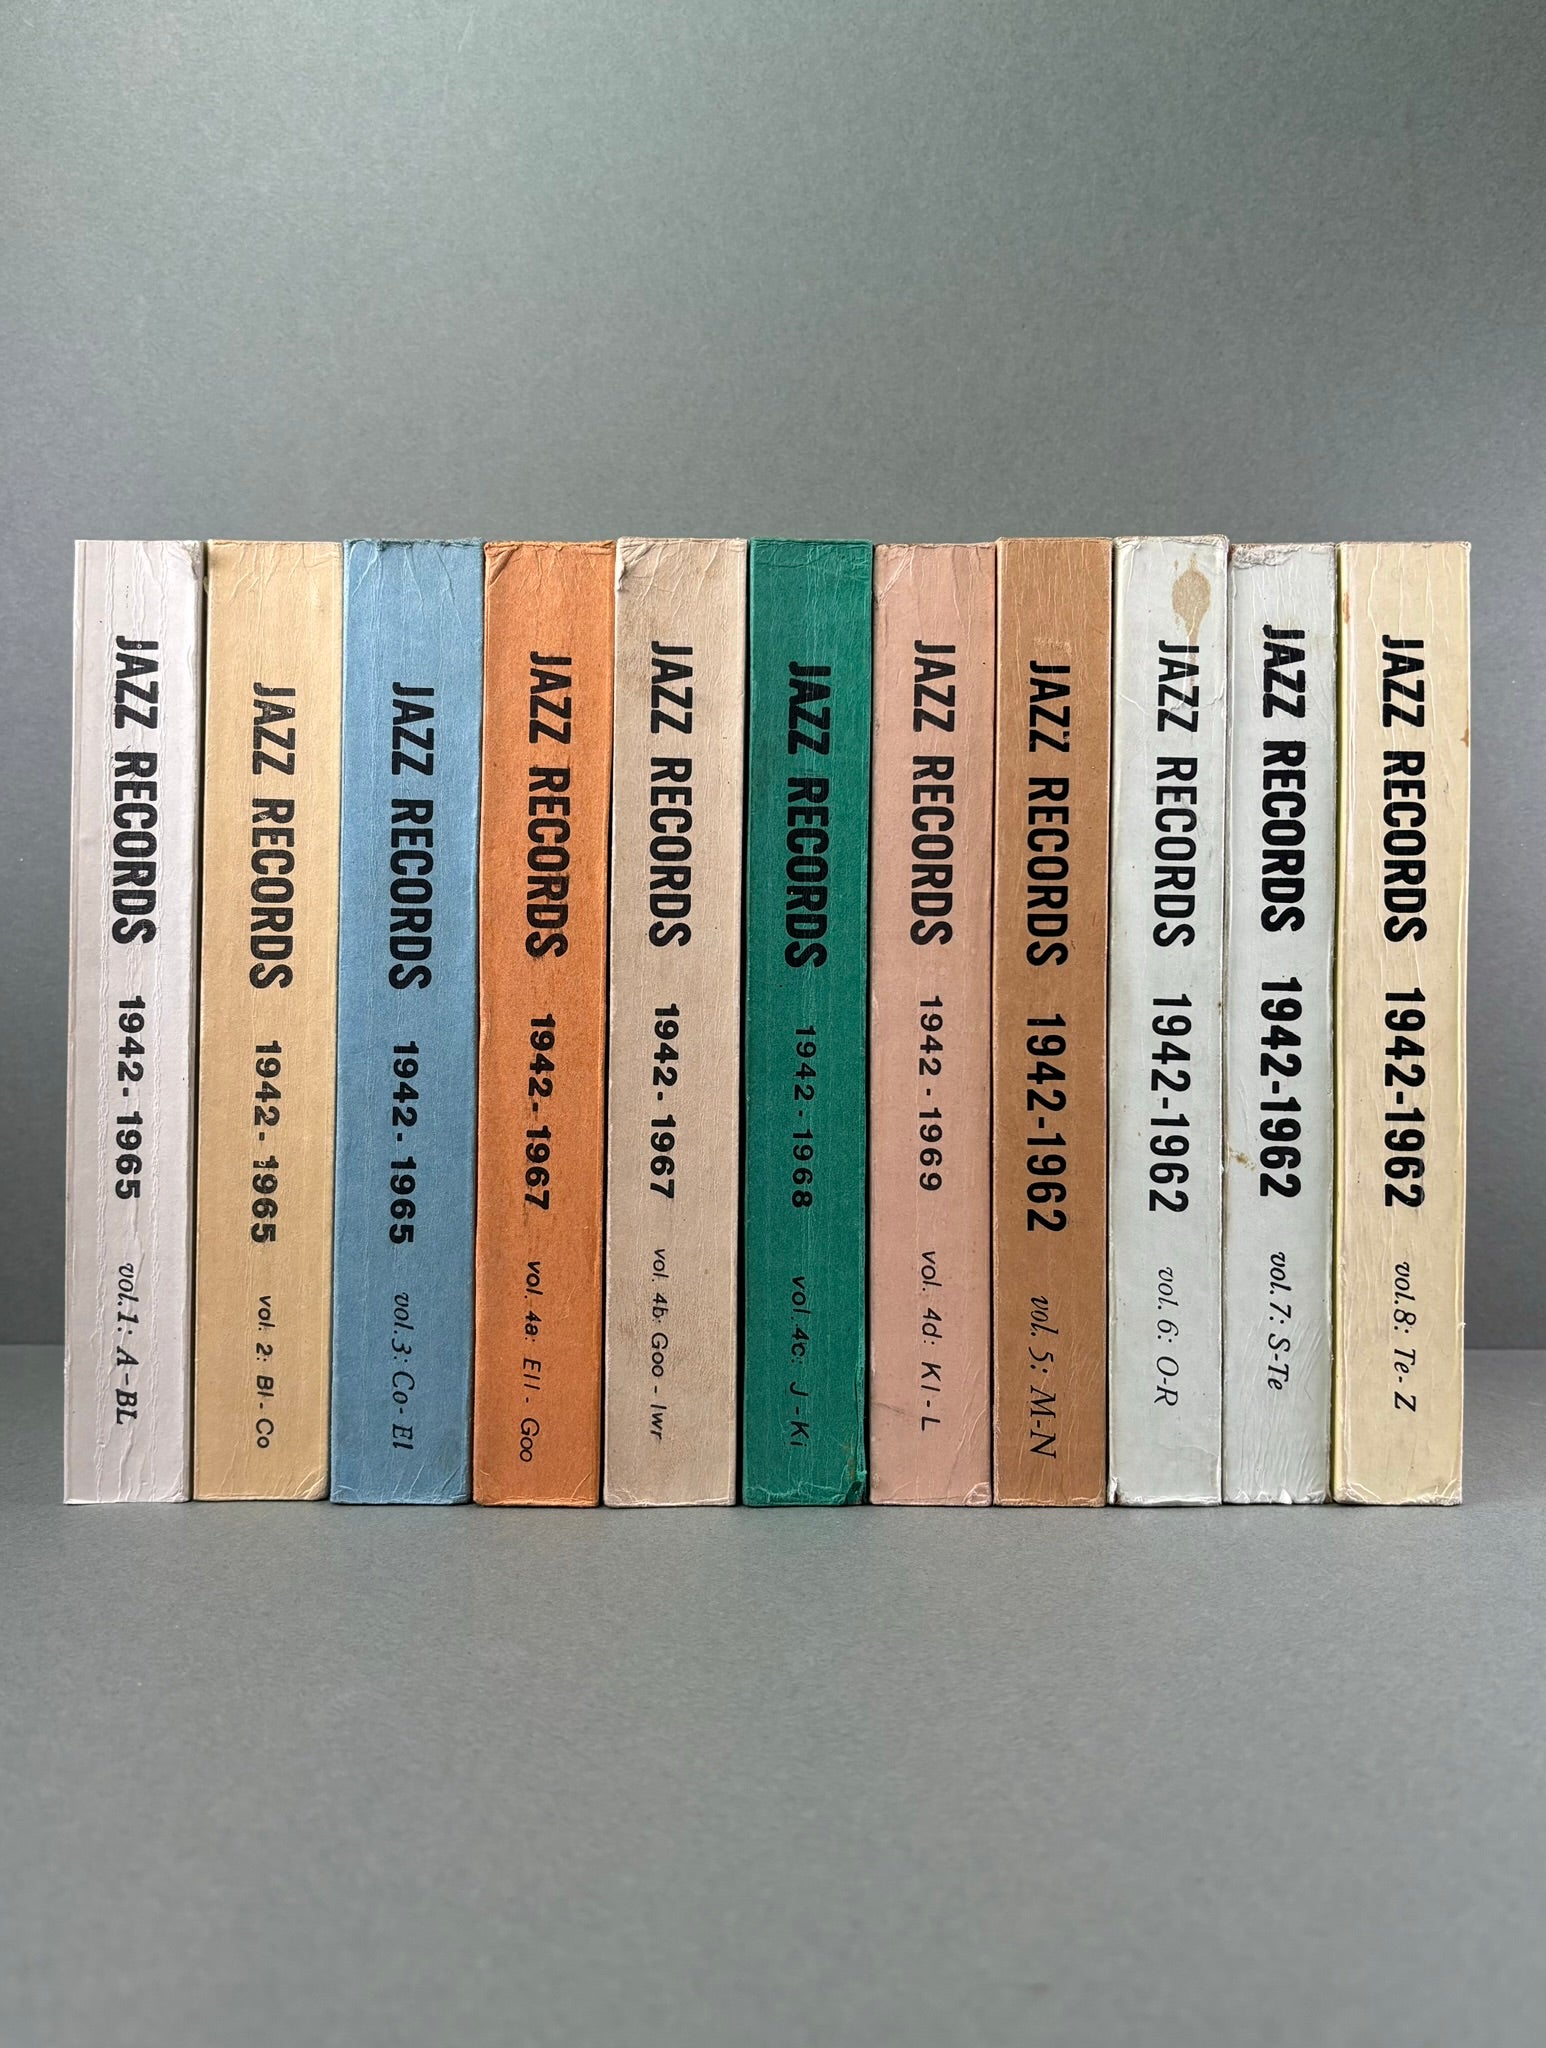 JAZZ RECORDS 1942-1965 vol.1: A-BL
JAZZ RECORDS 1942-1965 vol. 2: Bl-Co
JAZZ RECORDS 1942-1965 vol.3: Co-El
JAZZ RECORDS 1942-1967 vol. 4a: Ell-Goo
JAZZ RECORDS 1942-1967 vol. 4b: Goo-Iwr
JAZZ RECORDS 1942-1968 vol.4c: J-Ki
JAZZ RECORDS 1942-1969 vol. 4d: Kl-L
JAZZ RECORDS 1942-1962 vol. 5: M-N
JAZZ RECORDS 1942-1962 vol. 6: O-R
JAZZ RECORDS 1942-1962 vol.7: S-Te
JAZZ RECORDS 1942-1962 vol.8: Te-Z